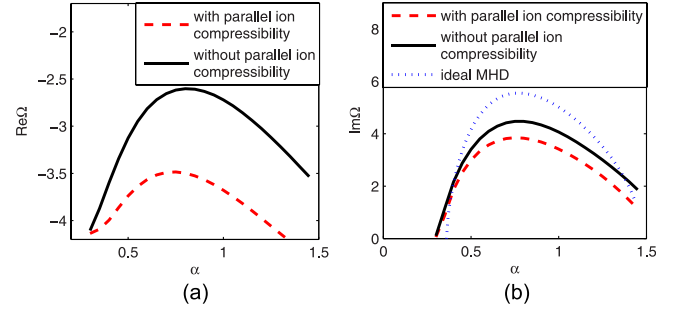 with parallel ion
compressibility
without parallel ion
compressibility
−2
−2.5
−3
−3.5
−4
ReΩ
0.5
1
1.5
α
(a)
with parallel ion compressibility
without parallel ion
compressibility
ideal MHD
8
6
4
2
0
ImΩ
0
0.5
1
1.5
α
(b)